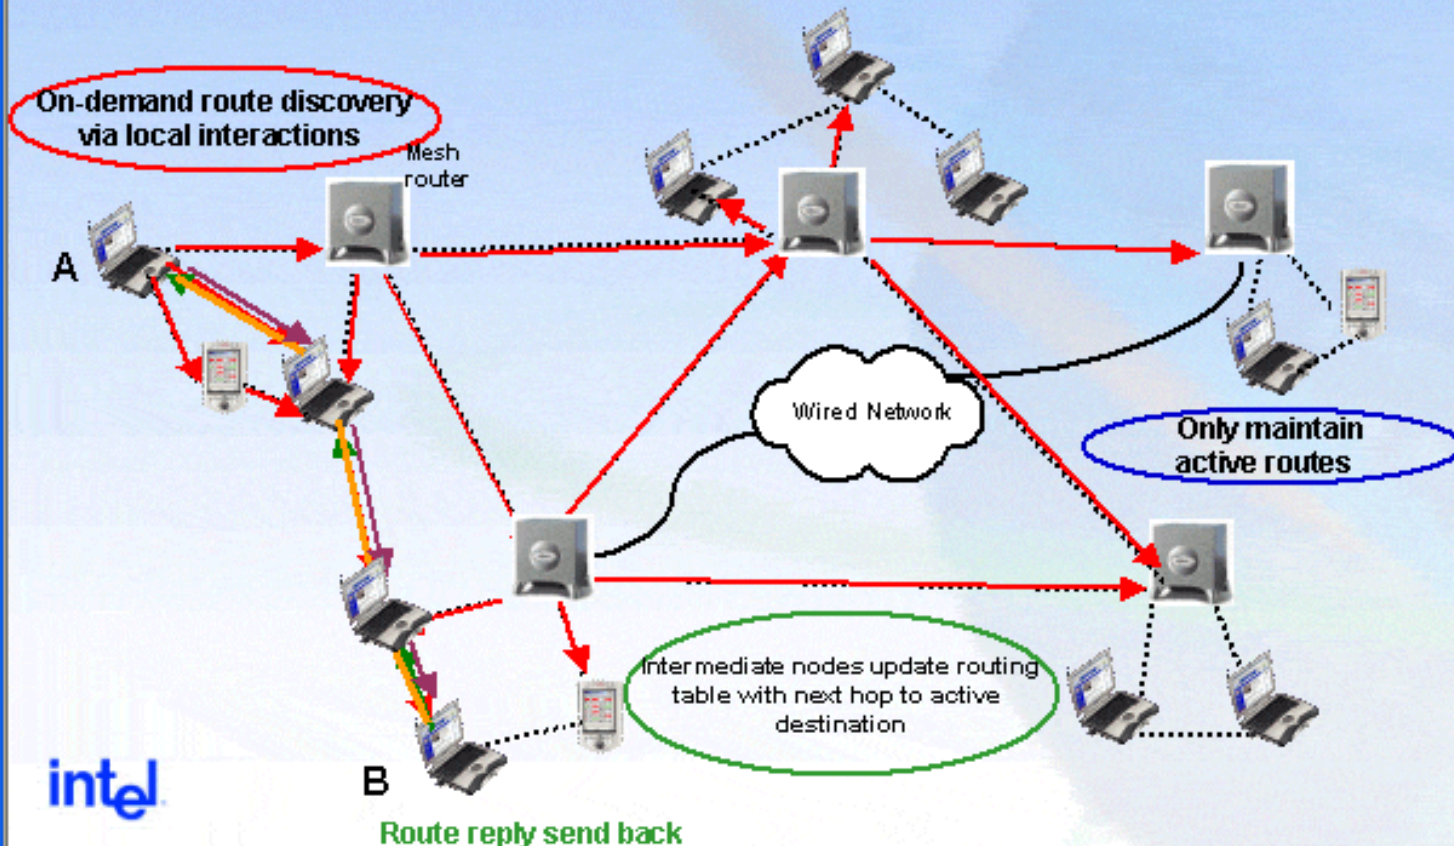 On-demand route discovery
via local interactions
Mesh
router
A
Wired Network
Only maintain
active routes
Intermediate nodes update routing
table with next hop to active
destination
B
intel.
Route reply send back